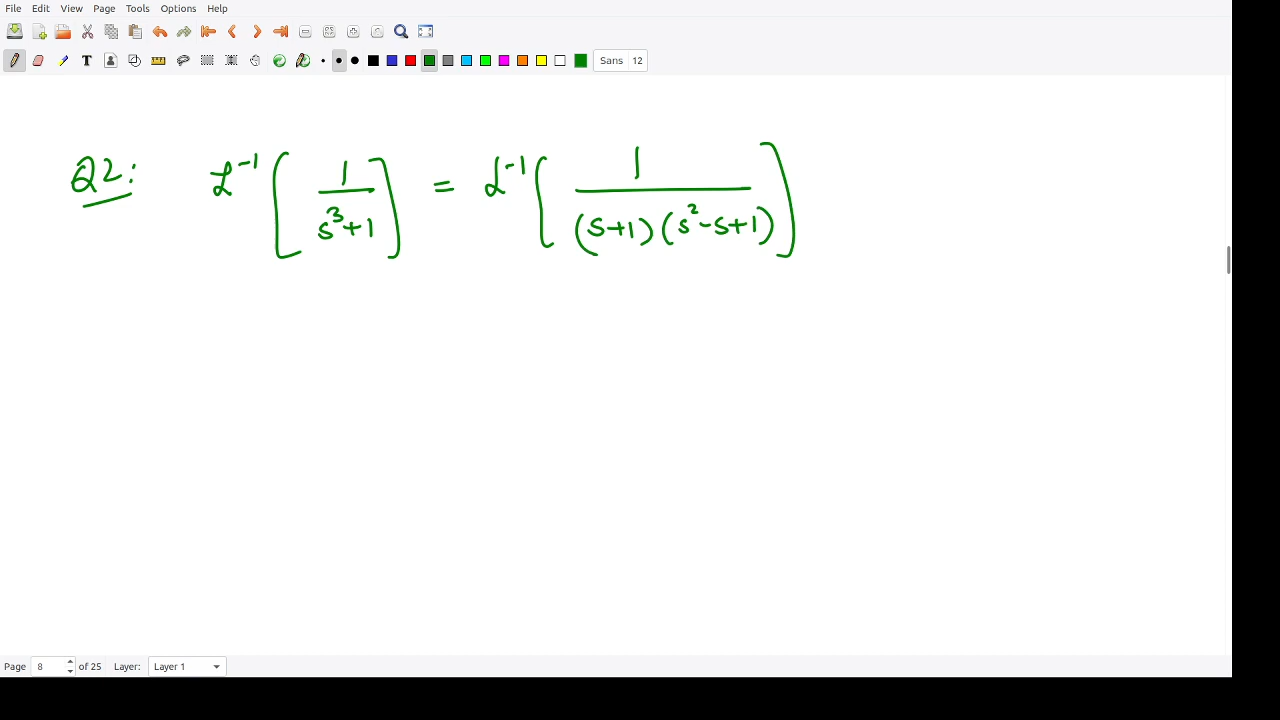 File Edit View Page Tools Options Help
T Sans 12
Q2: ℒ⁻¹[1/(s³+1)] = ℒ⁻¹[1/((s+1)(s²-s+1))]
Page 8 of 25 Layer: Layer 1